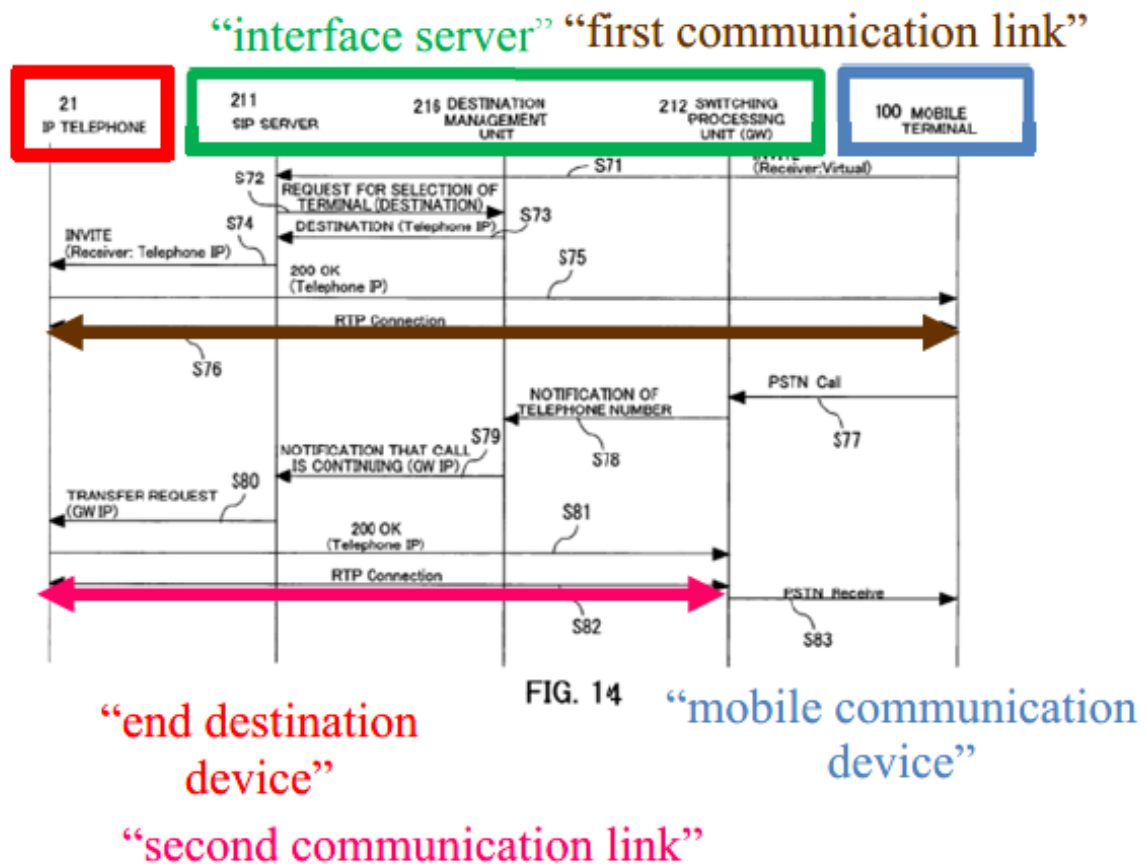 “interface server” “first communication link”
21
IP TELEPHONE
211
SIP SERVER
216 DESTINATION
MANAGEMENT
UNIT
212 SWITCHING
PROCESSING
UNIT (GW)
100 MOBILE
TERMINAL
S71
INVITE
(Receiver:Virtual)
S72
REQUEST FOR SELECTION OF
TERMINAL (DESTINATION)
S73
DESTINATION (Telephone IP)
S74
INVITE
(Receiver: Telephone IP)
S75
200 OK
(Telephone IP)
RTP Connection
S76
PSTN Call
S77
NOTIFICATION OF
TELEPHONE NUMBER
S78
S79
NOTIFICATION THAT CALL
IS CONTINUING (GW IP)
S80
TRANSFER REQUEST
(GW IP)
S81
200 OK
(Telephone IP)
RTP Connection
S82
PSTN Receive
S83
FIG. 14
“end destination
device”
“mobile communication
device”
“second communication link”